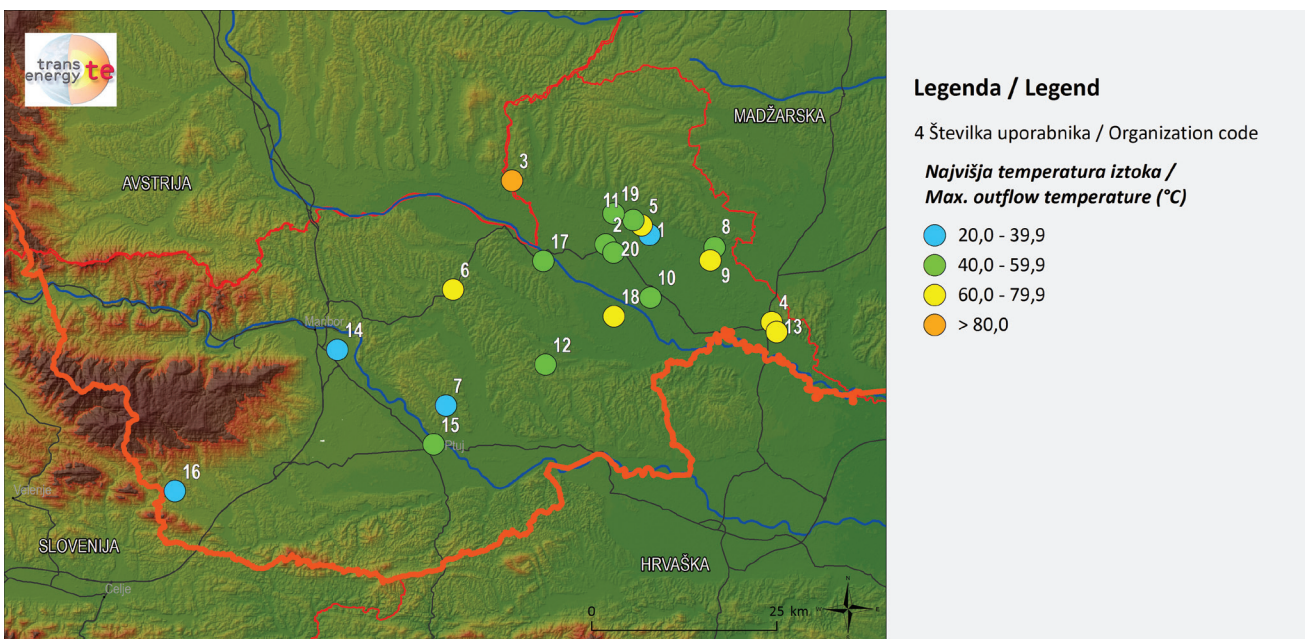 trans
energy te
AVSTRIJA
MADŽARSKA
3
11 19 5
2 1 8
20
17
9
6
10
18
4
13
Maribor
14
12
7
15
Ptuj
16
Velenje
SLOVENIJA
HRVAŠKA
Celje
N
W E
S
0 25 km
Legenda / Legend
4 Številka uporabnika / Organization code
Najvišja temperatura iztoka /
Max. outflow temperature (°C)
20,0 - 39,9
40,0 - 59,9
60,0 - 79,9
> 80,0